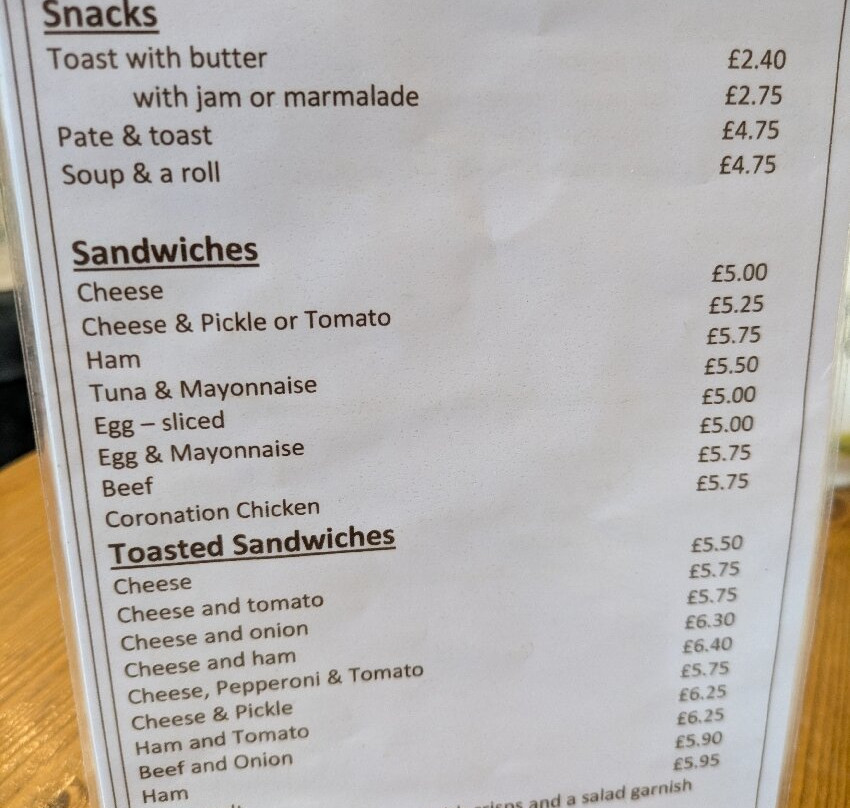 Snacks
Toast with butter £2.40
with jam or marmalade £2.75
Pate & toast £4.75
Soup & a roll £4.75
Sandwiches
Cheese £5.00
Cheese & Pickle or Tomato £5.25
Ham £5.75
Tuna & Mayonnaise £5.50
Egg – sliced £5.00
Egg & Mayonnaise £5.00
Beef £5.75
Coronation Chicken £5.75
Toasted Sandwiches
Cheese £5.50
Cheese and tomato £5.75
Cheese and onion £5.75
Cheese and ham £6.30
Cheese, Pepperoni & Tomato £6.40
Cheese & Pickle £5.75
Ham and Tomato £6.25
Beef and Onion £6.25
Ham £5.90
£5.95
crisps and a salad garnish